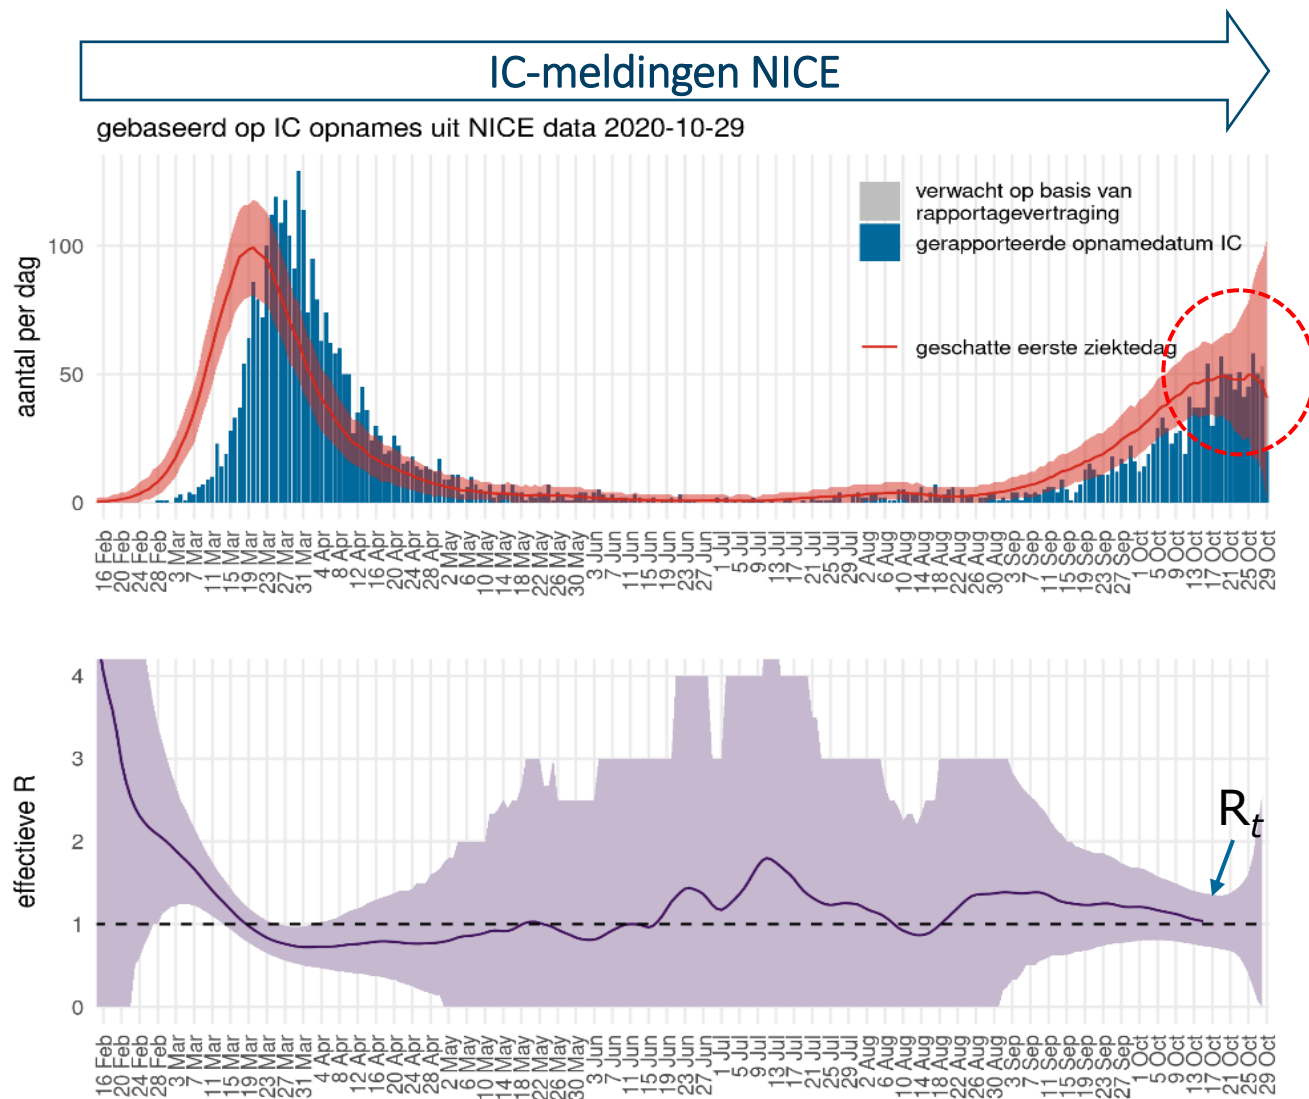 IC-meldingen NICE
gebaseerd op IC opnames uit NICE data 2020-10-29
aantal per dag
100
50
0
verwacht op basis van
rapportagevertraging
gerapporteerde opnamedatum IC
geschatte eerste ziektedag
16 Feb
20 Feb
24 Feb
28 Feb
3 Mar
7 Mar
11 Mar
15 Mar
19 Mar
23 Mar
27 Mar
31 Mar
4 Apr
8 Apr
12 Apr
16 Apr
20 Apr
24 Apr
28 Apr
2 May
6 May
10 May
14 May
18 May
22 May
26 May
30 May
3 Jun
7 Jun
11 Jun
15 Jun
19 Jun
23 Jun
27 Jun
1 Jul
5 Jul
9 Jul
13 Jul
17 Jul
21 Jul
25 Jul
29 Jul
2 Aug
6 Aug
10 Aug
14 Aug
18 Aug
22 Aug
26 Aug
30 Aug
3 Sep
7 Sep
11 Sep
15 Sep
19 Sep
23 Sep
27 Sep
1 Oct
5 Oct
9 Oct
13 Oct
17 Oct
21 Oct
25 Oct
29 Oct
effectieve R
4
3
2
1
0
Rt
16 Feb
20 Feb
24 Feb
28 Feb
3 Mar
7 Mar
11 Mar
15 Mar
19 Mar
23 Mar
27 Mar
31 Mar
4 Apr
8 Apr
12 Apr
16 Apr
20 Apr
24 Apr
28 Apr
2 May
6 May
10 May
14 May
18 May
22 May
26 May
30 May
3 Jun
7 Jun
11 Jun
15 Jun
19 Jun
23 Jun
27 Jun
1 Jul
5 Jul
9 Jul
13 Jul
17 Jul
21 Jul
25 Jul
29 Jul
2 Aug
6 Aug
10 Aug
14 Aug
18 Aug
22 Aug
26 Aug
30 Aug
3 Sep
7 Sep
11 Sep
15 Sep
19 Sep
23 Sep
27 Sep
1 Oct
5 Oct
9 Oct
13 Oct
17 Oct
21 Oct
25 Oct
29 Oct